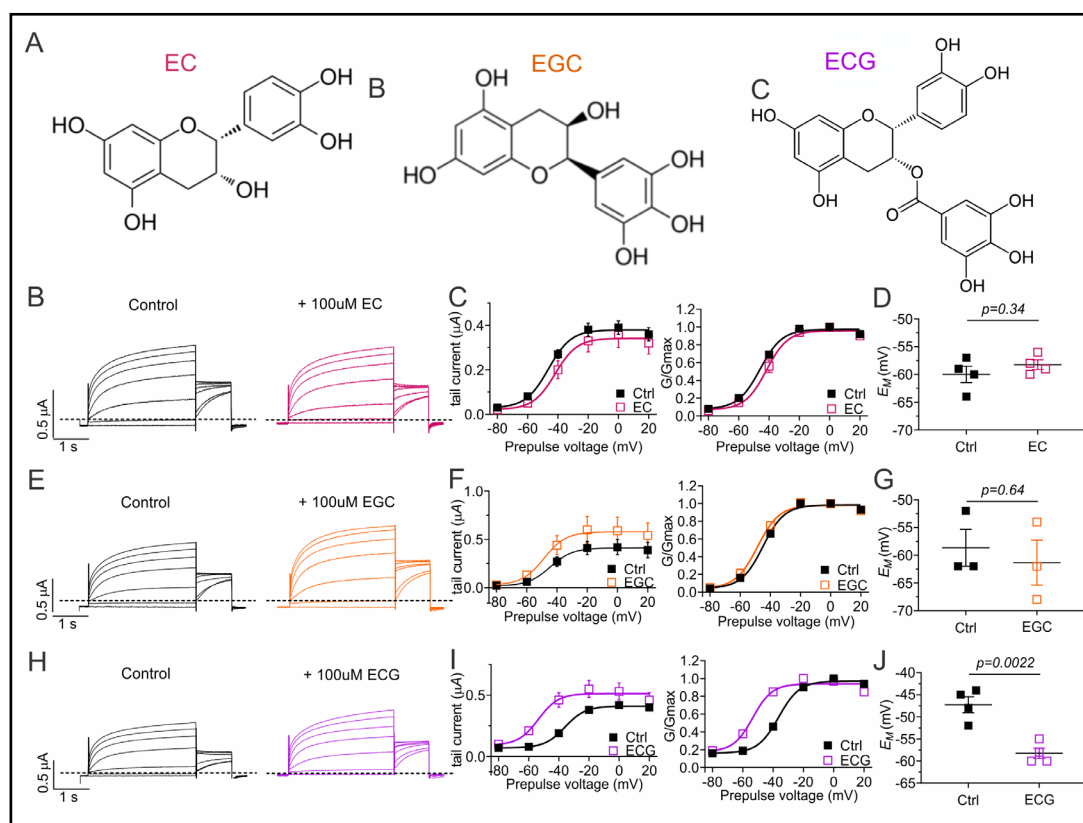 A
EC
OH
OH
HO
O
OH
OH
B
EGC
OH
OH
HO
O
OH
OH
OH
C
ECG
OH
OH
HO
O
O
OH
O
OH
OH
OH
B
Control
+ 100uM EC
0.5 µA
1 s
C
tail current (µA)
0.4
0.2
0.0
-80 -60 -40 -20 0 20
Prepulse voltage (mV)
Ctrl
EC
G/Gmax
1.2
1.0
0.8
0.6
0.4
0.2
0.0
-80 -60 -40 -20 0 20
Prepulse voltage (mV)
Ctrl
EC
D
p=0.34
EM (mV)
-50
-55
-60
-65
-70
Ctrl EC
E
Control
+ 100uM EGC
0.5 µA
1 s
F
tail current (µA)
1.0
0.5
0.0
-80 -60 -40 -20 0 20
Prepulse voltage (mV)
Ctrl
EGC
G/Gmax
1.2
1.0
0.8
0.6
0.4
0.2
0.0
-80 -60 -40 -20 0 20
Prepulse voltage (mV)
Ctrl
EGC
G
p=0.64
EM (mV)
-50
-55
-60
-65
-70
Ctrl EGC
H
Control
+ 100uM ECG
0.5 µA
1 s
I
tail current (µA)
1.0
0.5
0.0
-80 -60 -40 -20 0 20
Prepulse voltage (mV)
Ctrl
ECG
G/Gmax
1.2
1.0
0.8
0.6
0.4
0.2
0.0
-80 -60 -40 -20 0 20
Prepulse voltage (mV)
Ctrl
ECG
J
p=0.0022
EM (mV)
-40
-45
-50
-55
-60
-65
Ctrl ECG